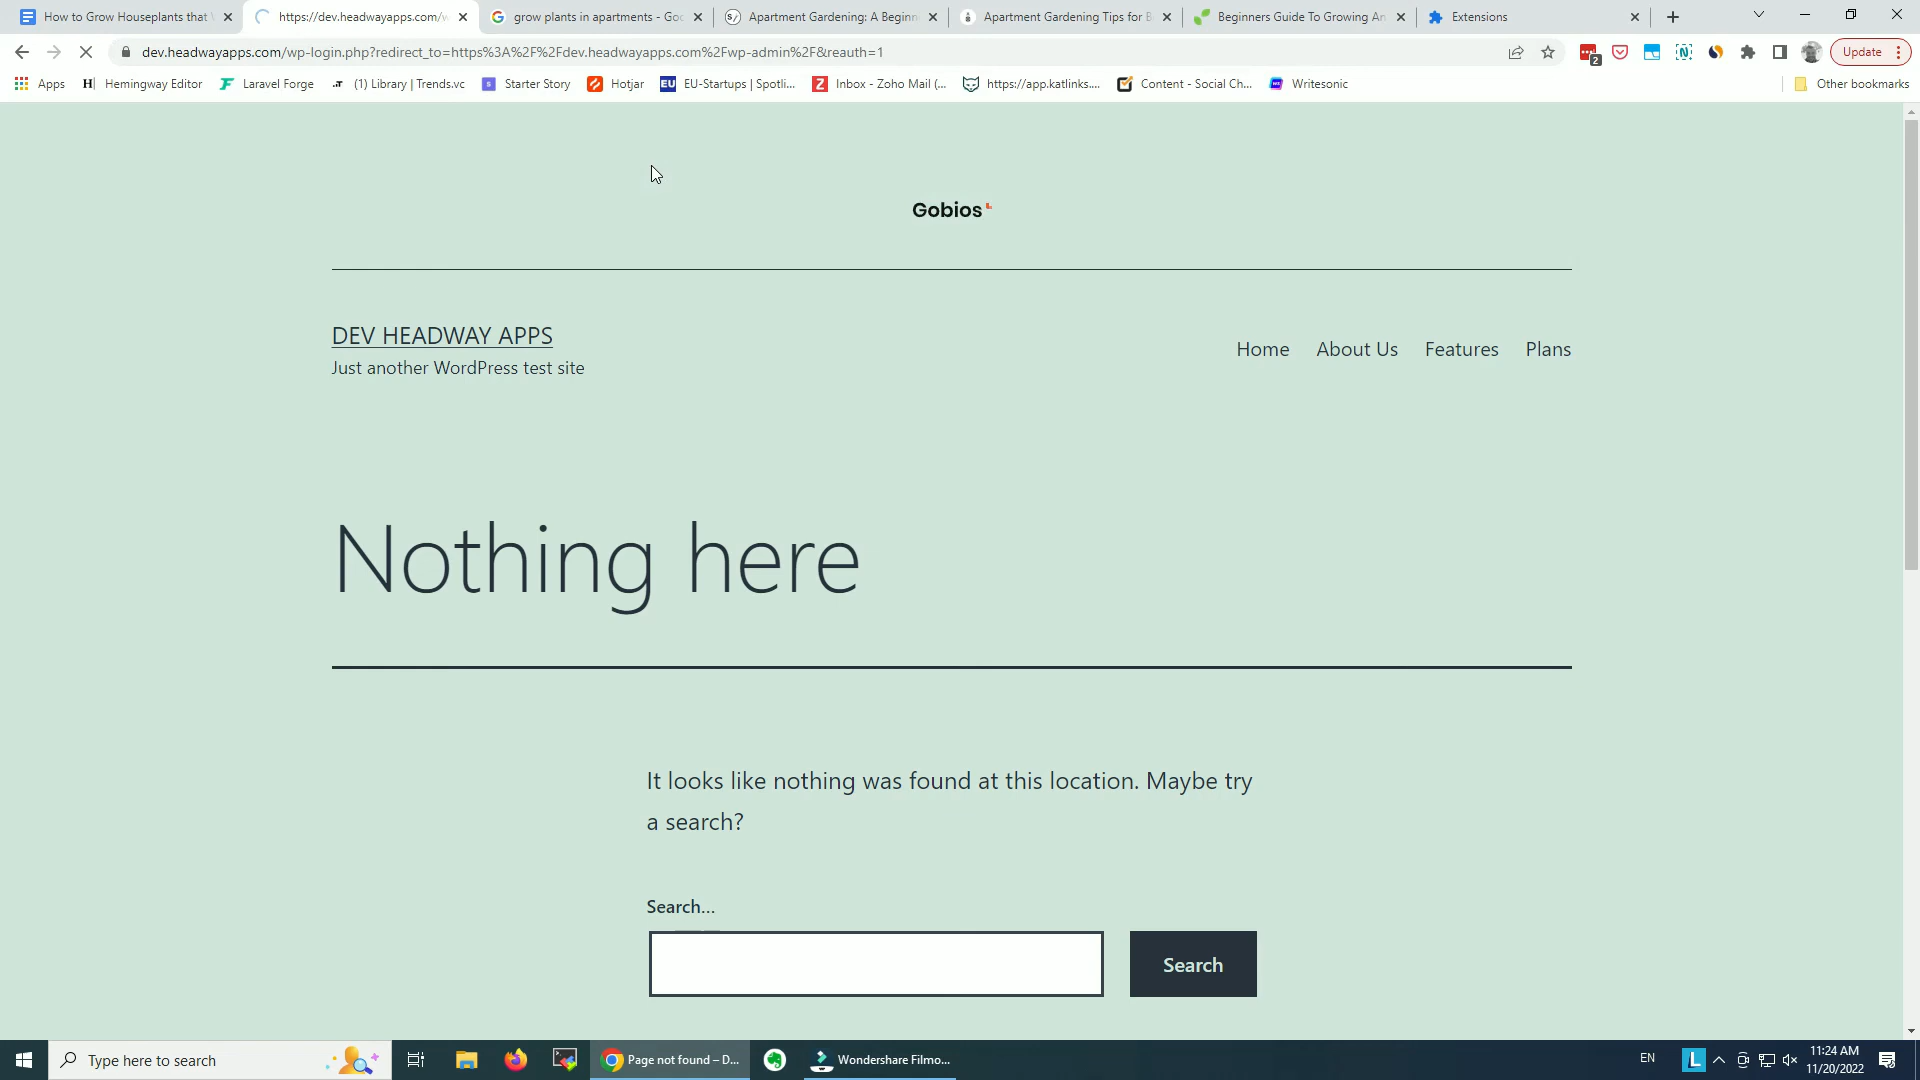 How to Grow Houseplants that
https://dev.headwayapps.com/w
grow plants in apartments - Goo
Apartment Gardening: A Beginn
Apartment Gardening Tips for B
Beginners Guide To Growing An
Extensions
dev.headwayapps.com/wp-login.php?redirect_to=https%3A%2F%2Fdev.headwayapps.com%2Fwp-admin%2F&reauth=1
2
Update
Apps
Hemingway Editor
Laravel Forge
(1) Library | Trends.vc
Starter Story
Hotjar
EU
EU-Startups | Spotli...
Inbox - Zoho Mail (...
https://app.katlinks....
Content - Social Ch...
Writesonic
Other bookmarks
Gobios
DEV HEADWAY APPS
Just another WordPress test site
Home
About Us
Features
Plans
Nothing here
It looks like nothing was found at this location. Maybe try
a search?
Search...
Search
Type here to search
Page not found – D...
Wondershare Filmo...
EN
L
11:24 AM
11/20/2022